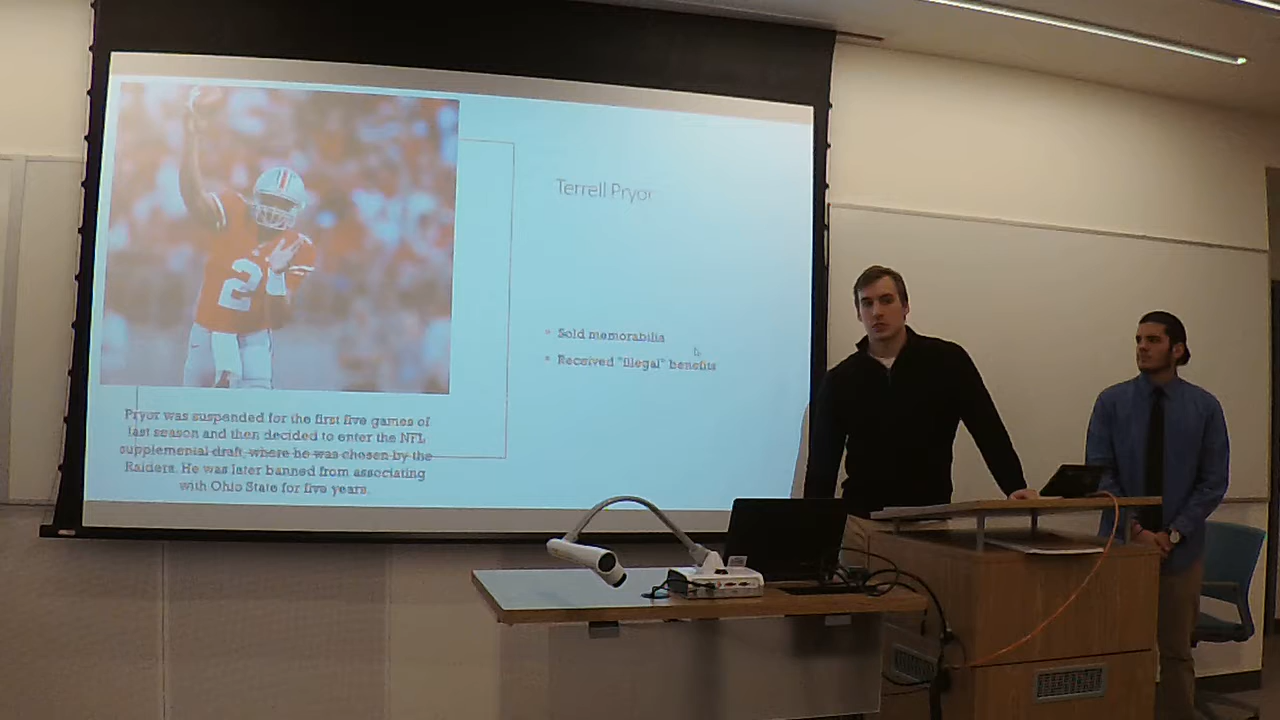 Terrell Pryor
Sold memorabilia
Received "illegal" benefits
2
Pryor was suspended for the first five games of
last season and then decided to enter the NFL
supplemental draft, where he was chosen by the
Raiders. He was later banned from associating
with Ohio State for five years.